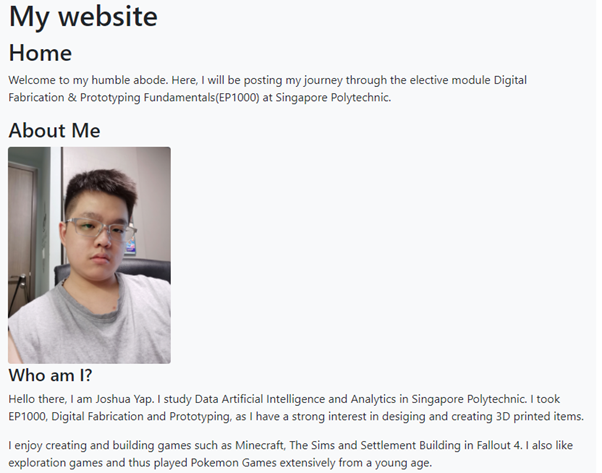 My website
Home
Welcome to my humble abode. Here, I will be posting my journey through the elective module Digital
Fabrication & Prototyping Fundamentals(EP1000) at Singapore Polytechnic.
About Me
Who am I?
Hello there, I am Joshua Yap. I study Data Artificial Intelligence and Analytics in Singapore Polytechnic. I took
EP1000, Digital Fabrication and Prototyping, as I have a strong interest in desiging and creating 3D printed items.
I enjoy creating and building games such as Minecraft, The Sims and Settlement Building in Fallout 4. I also like
exploration games and thus played Pokemon Games extensively from a young age.